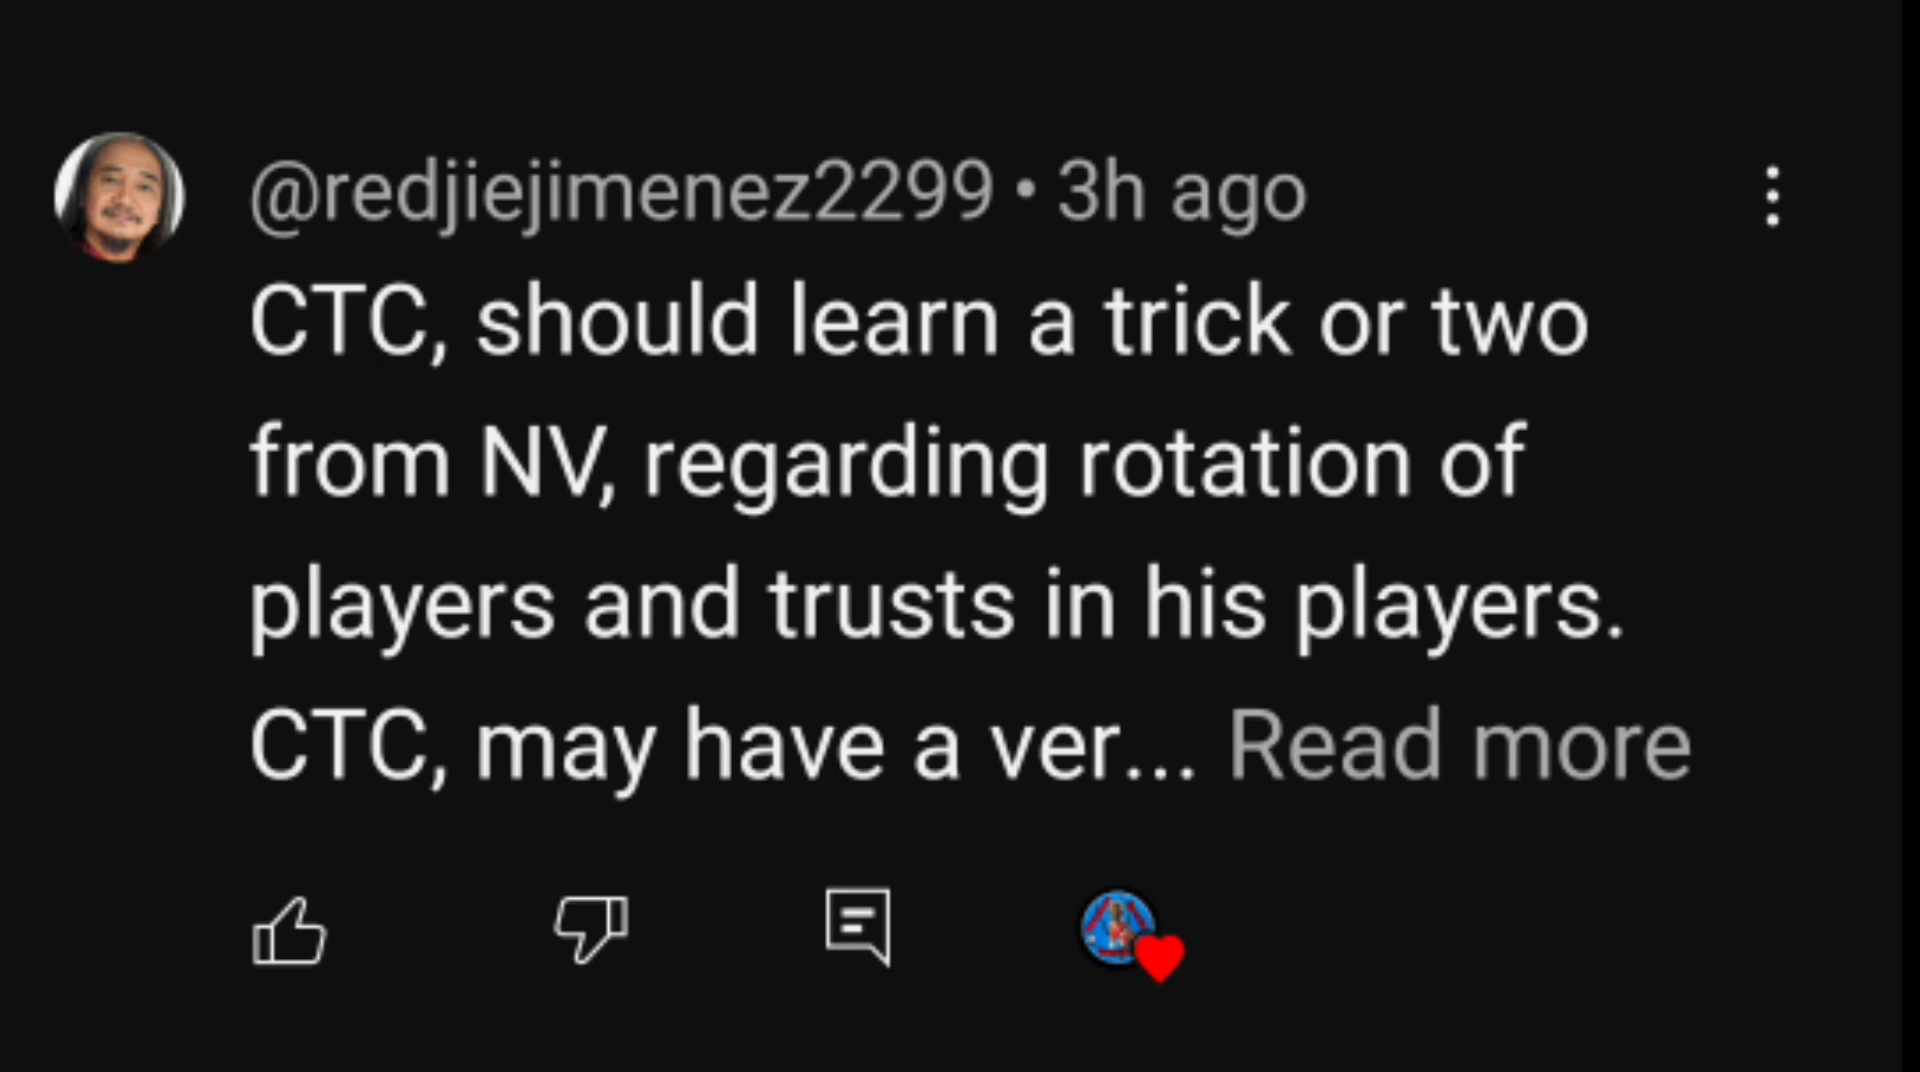 @redjiejimenez2299 • 3h ago
CTC, should learn a trick or two
from NV, regarding rotation of
players and trusts in his players.
CTC, may have a ver... Read more